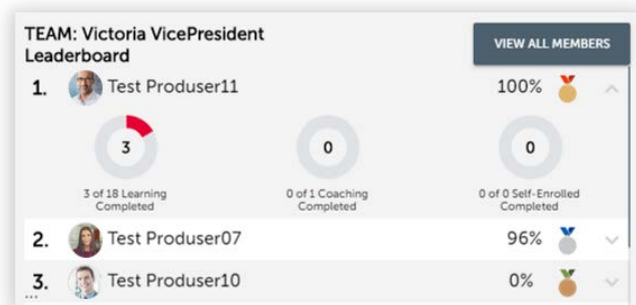 TEAM: Victoria VicePresident
Leaderboard
VIEW ALL MEMBERS
1. Test Produser11 100%
3 0 0
3 of 18 Learning
Completed
0 of 1 Coaching
Completed
0 of 0 Self-Enrolled
Completed
2. Test Produser07 96%
3. Test Produser10 0%
...